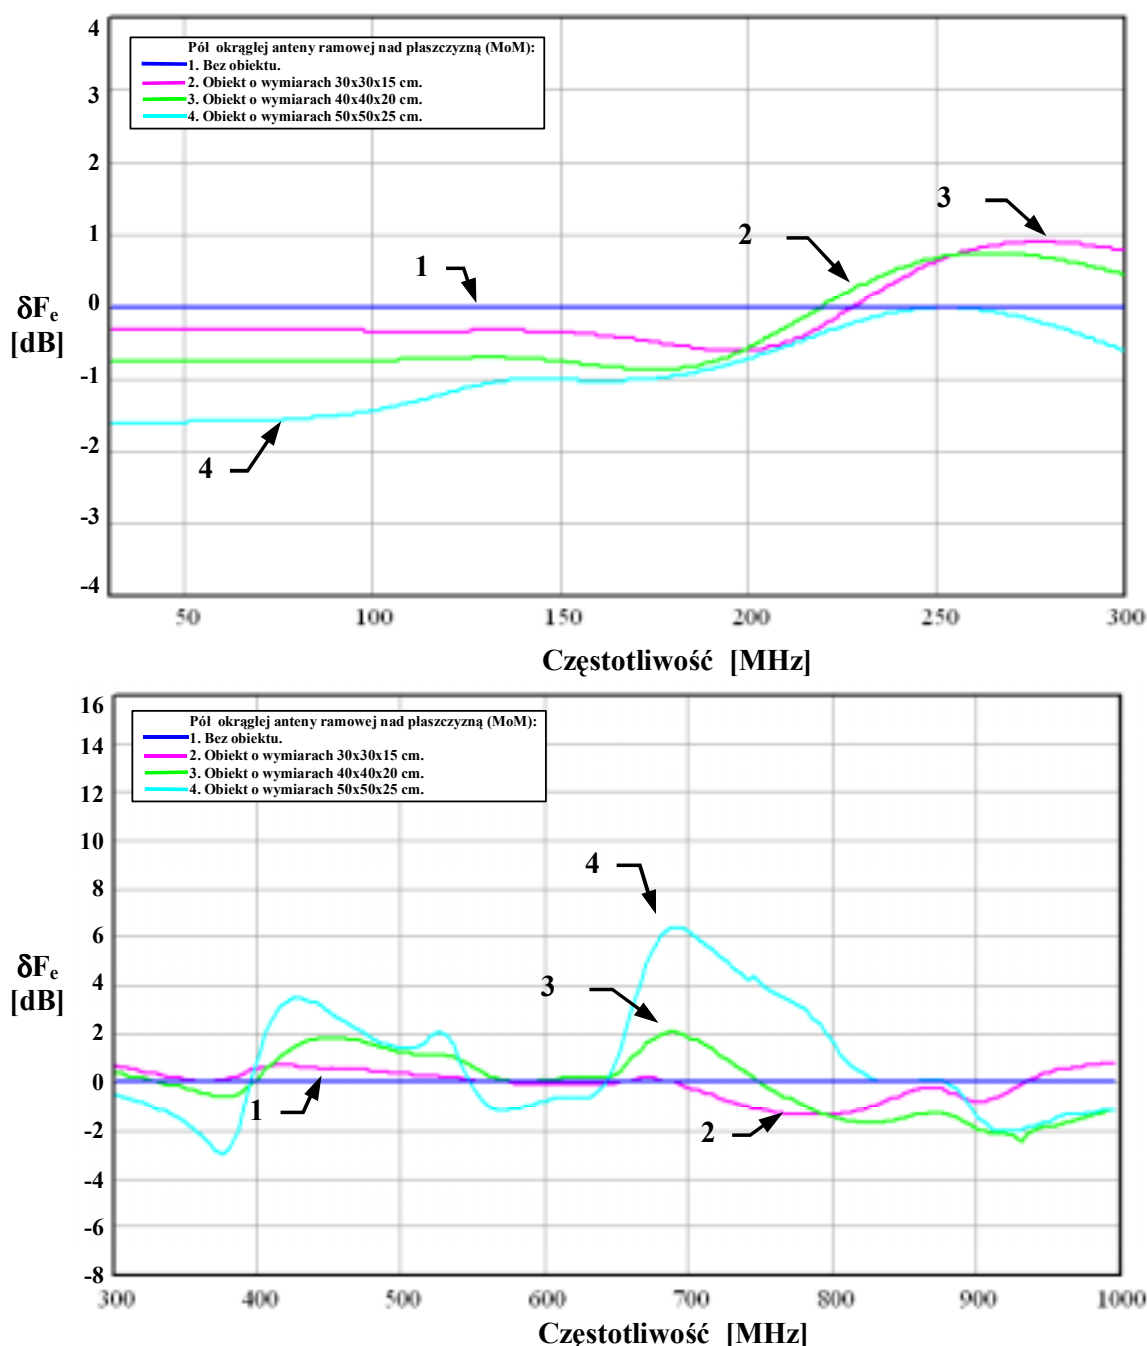 4
Pół okrągłej anteny ramowej nad płaszczyzną (MoM):
1. Bez obiektu.
2. Obiekt o wymiarach 30x30x15 cm.
3. Obiekt o wymiarach 40x40x20 cm.
4. Obiekt o wymiarach 50x50x25 cm.
3
2
3
1
2
1
0
δFe
[dB]
-1
-2
4
-3
-4
50 100 150 200 250 300
Częstotliwość [MHz]
16
Pół okrągłej anteny ramowej nad płaszczyzną (MoM):
1. Bez obiektu.
2. Obiekt o wymiarach 30x30x15 cm.
3. Obiekt o wymiarach 40x40x20 cm.
4. Obiekt o wymiarach 50x50x25 cm.
14
12
10
8
4
6
δFe
[dB]
4
3
2
0
1
-2
2
-4
-6
-8
300 400 500 600 700 800 900 1000
Częstotliwość [MHz]